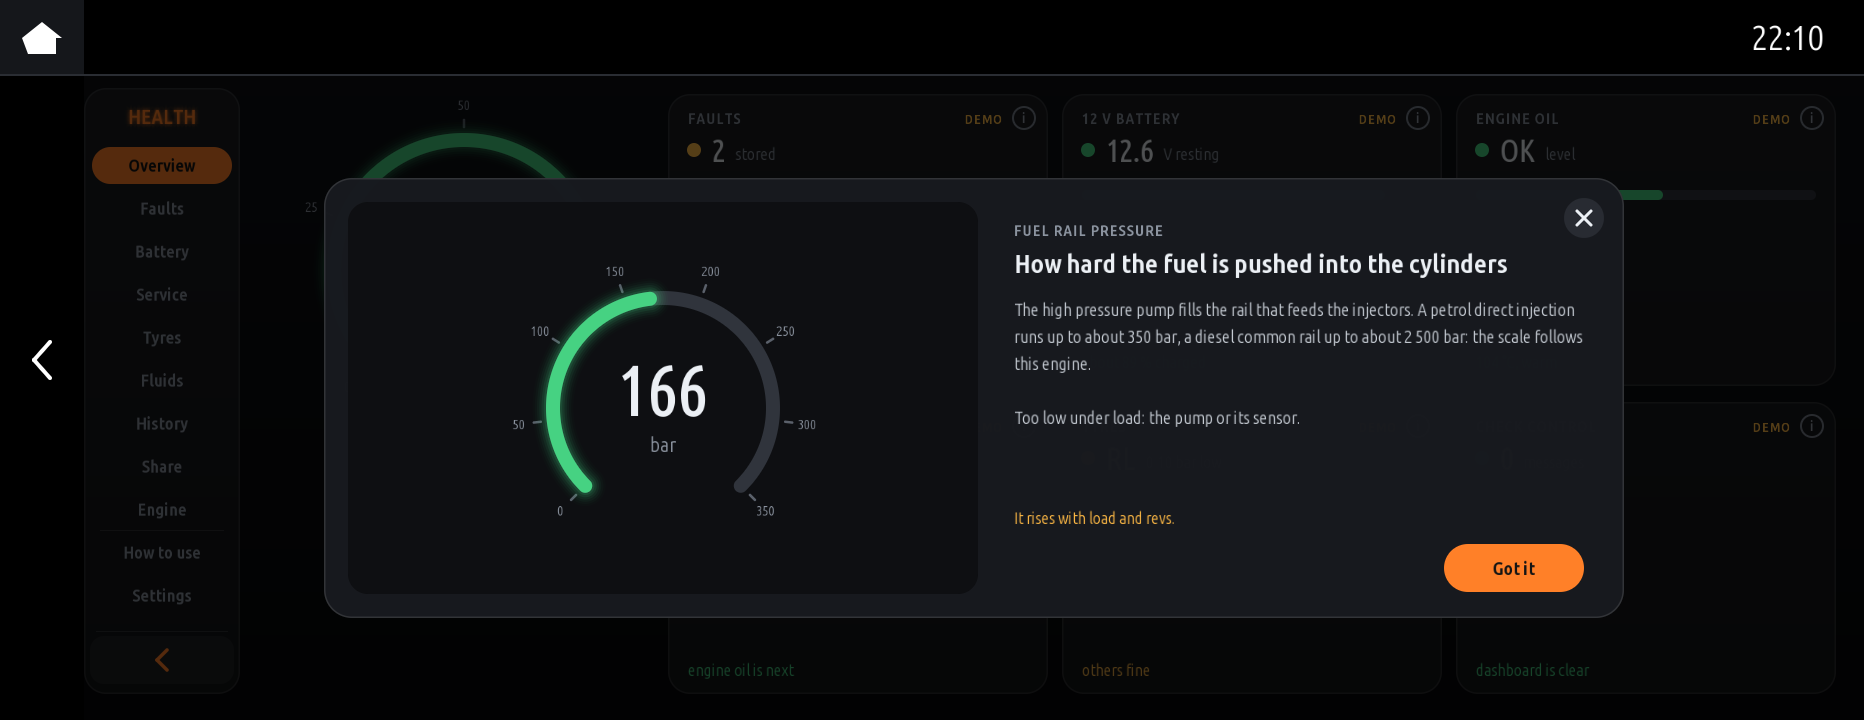 22:10
HEALTH
Overview
Faults
Battery
Service
Tyres
Fluids
History
Share
Engine
How to use
Settings
50
25
FAULTS
DEMO
i
2 stored
12 V BATTERY
DEMO
i
12.6 V resting
ENGINE OIL
DEMO
i
OK level
0
50
100
150
200
250
300
350
166
bar
FUEL RAIL PRESSURE
How hard the fuel is pushed into the cylinders
The high pressure pump fills the rail that feeds the injectors. A petrol direct injection
runs up to about 350 bar, a diesel common rail up to about 2 500 bar: the scale follows
this engine.
Too low under load: the pump or its sensor.
It rises with load and revs.
Got it
DEMO
i
engine oil is next
others fine
dashboard is clear